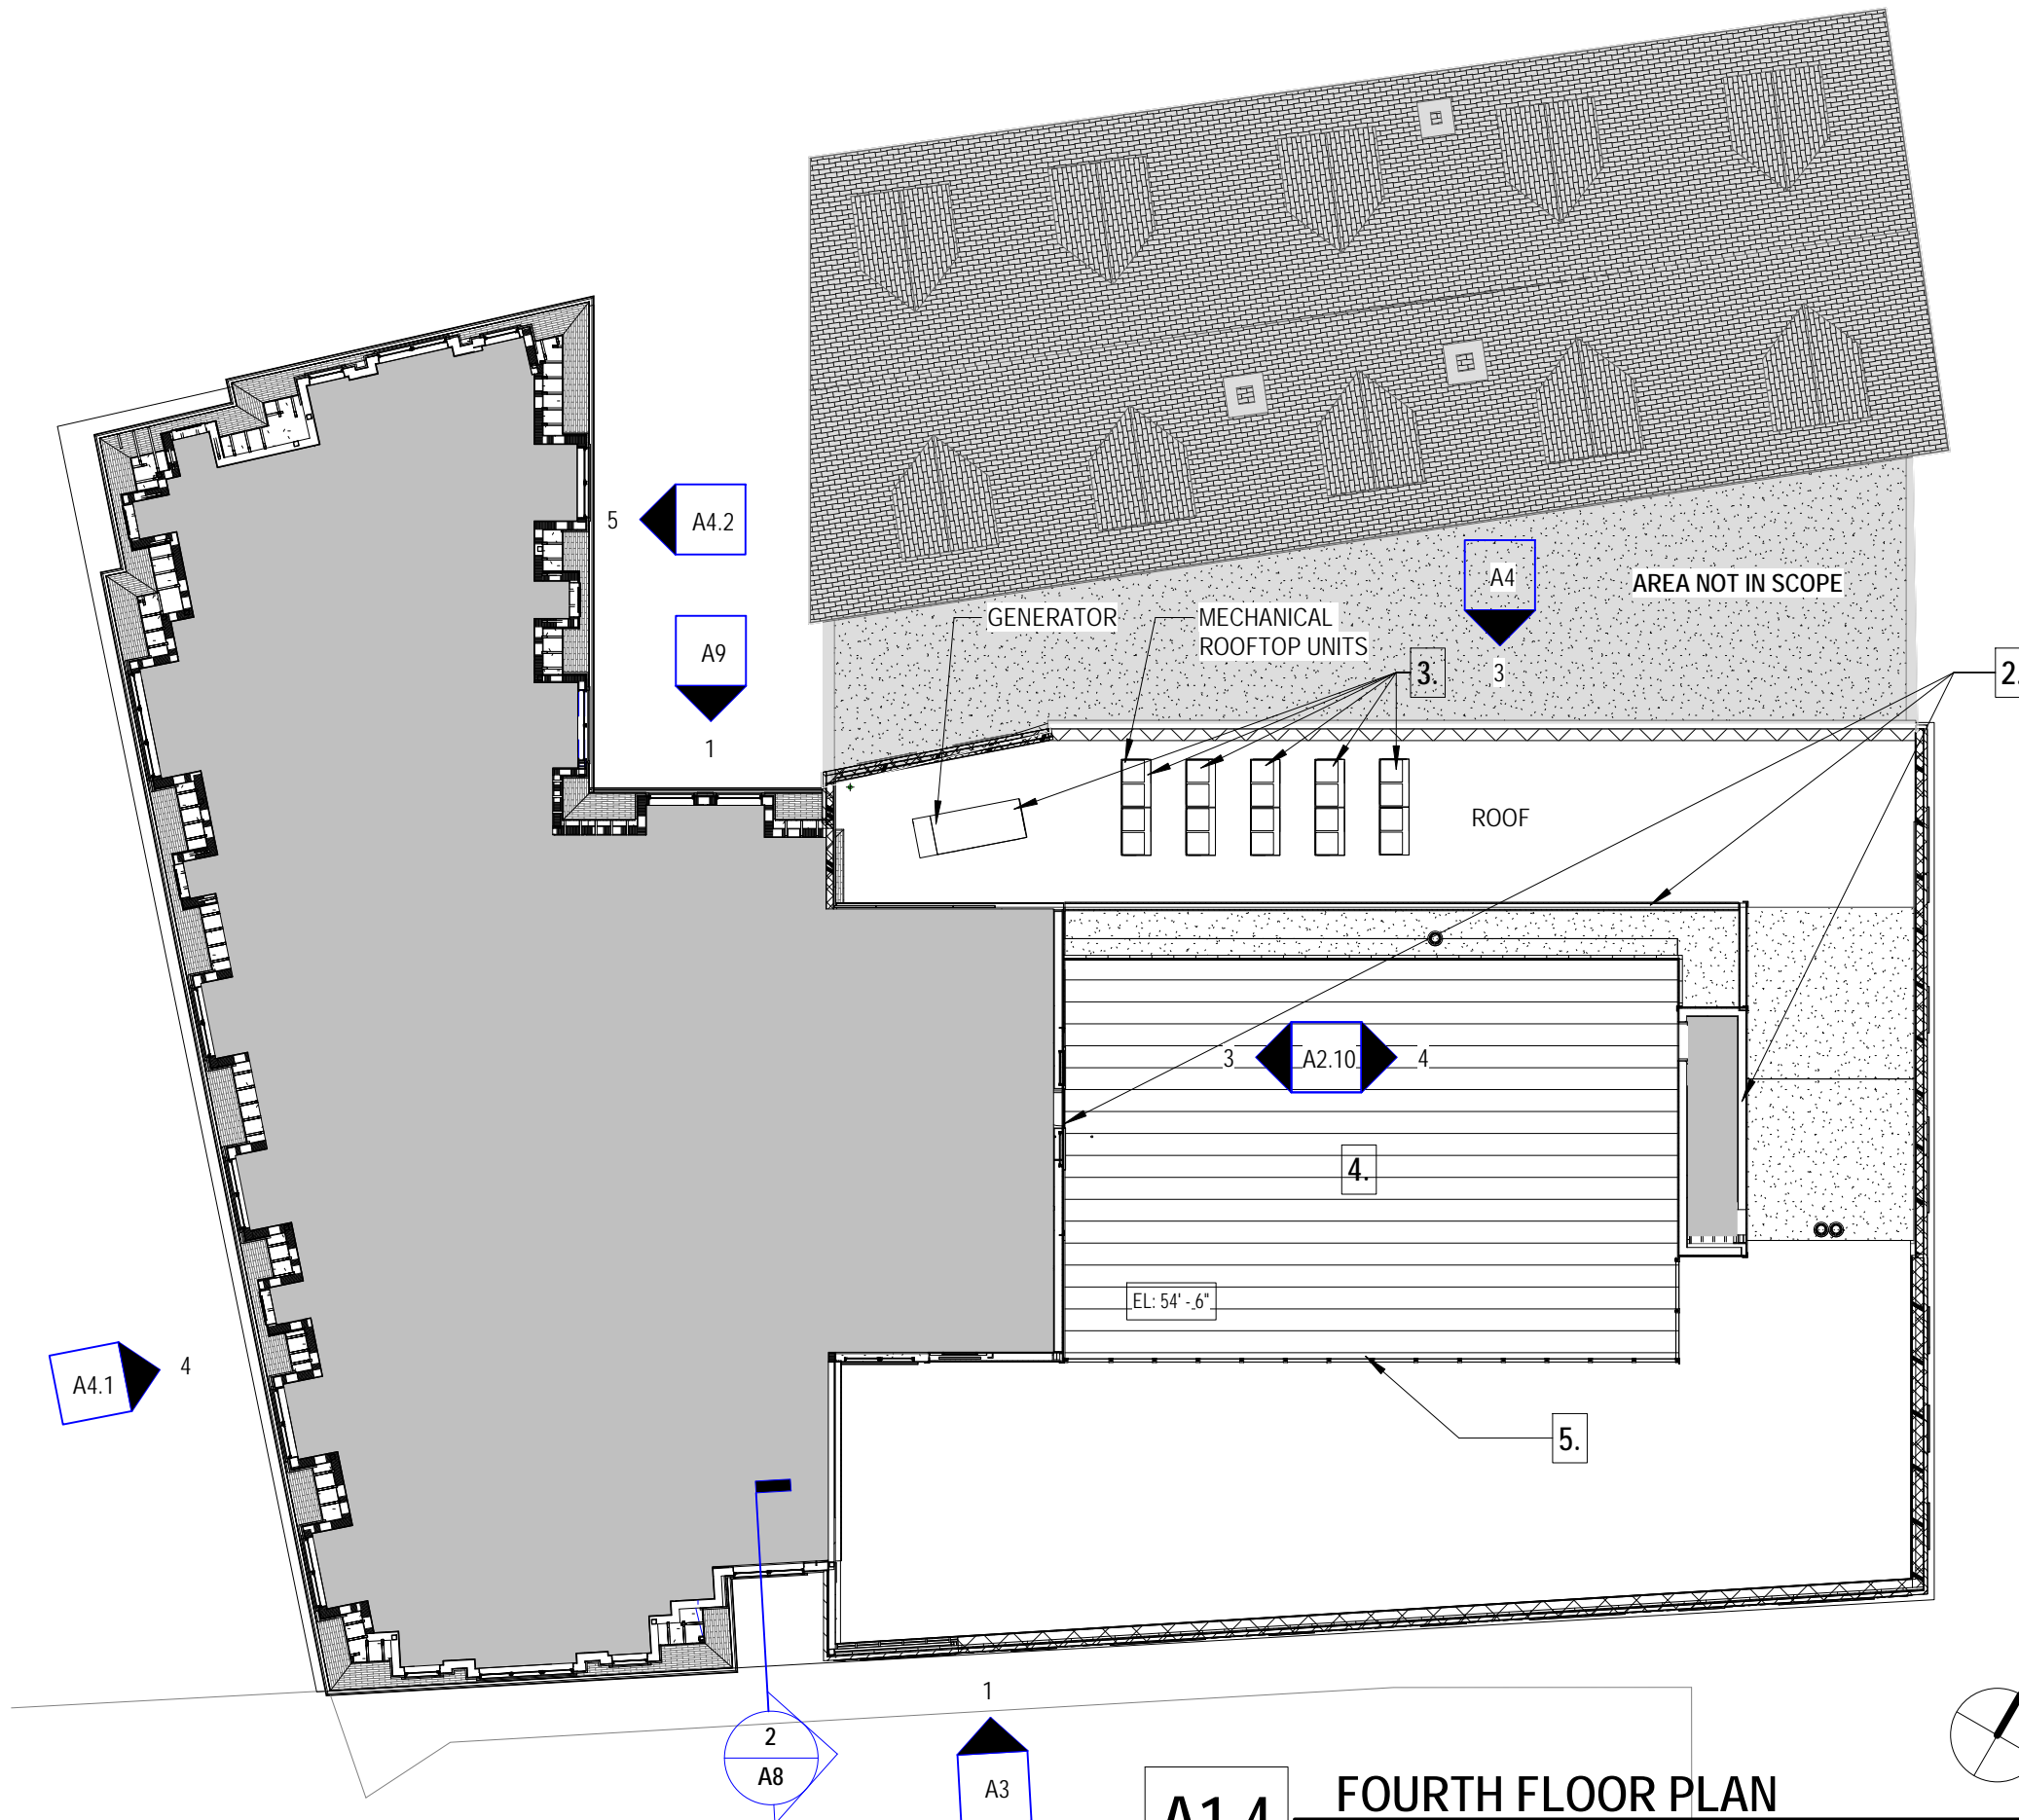 5
A4.2
A9
1
GENERATOR
MECHANICAL
ROOFTOP UNITS
A4
3
AREA NOT IN SCOPE
3.
2.
ROOF
3
A2.10
4
4.
EL: 54' - 6"
A4.1
4
5.
2
A8
1
A3
A1.4
FOURTH FLOOR PLAN